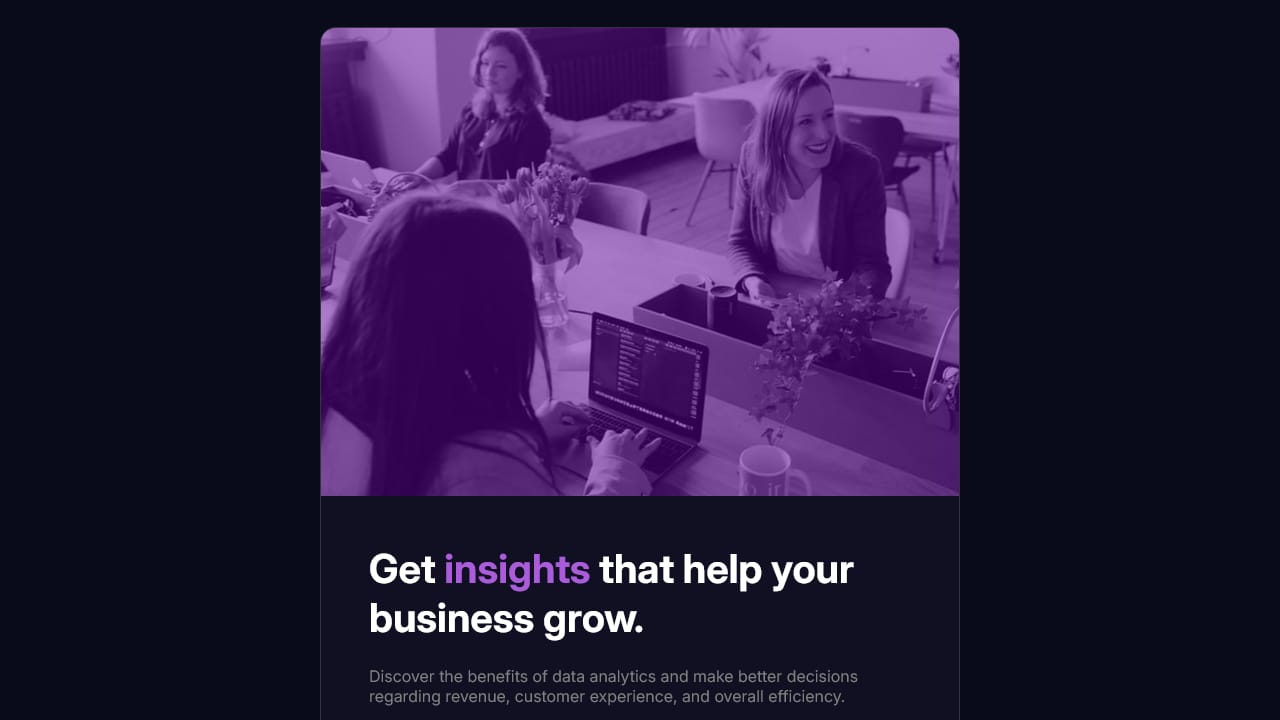 Get insights that help your
business grow.
Discover the benefits of data analytics and make better decisions
regarding revenue, customer experience, and overall efficiency.